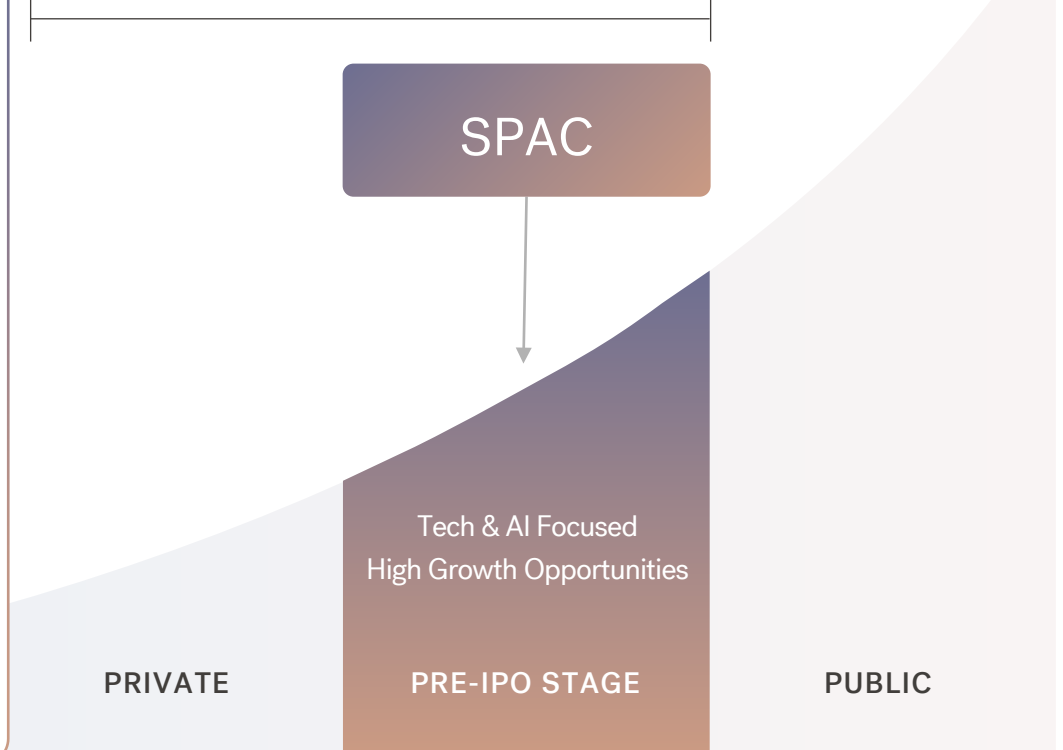 SPAC
Tech & AI Focused
High Growth Opportunities
PRIVATE
PRE-IPO STAGE
PUBLIC